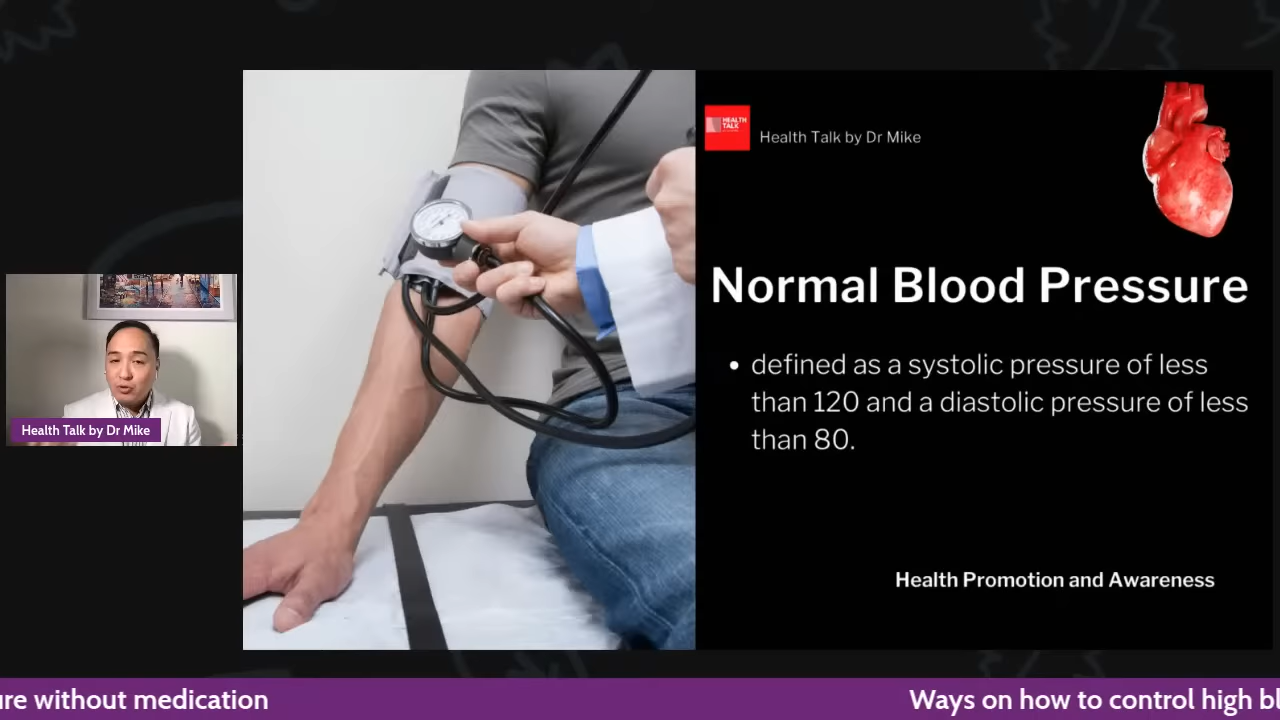 HEALTH
TALK
Health Talk by Dr Mike
Normal Blood Pressure
• defined as a systolic pressure of less
than 120 and a diastolic pressure of less
than 80.
Health Talk by Dr Mike
Health Promotion and Awareness
ure without medication
Ways on how to control high bl